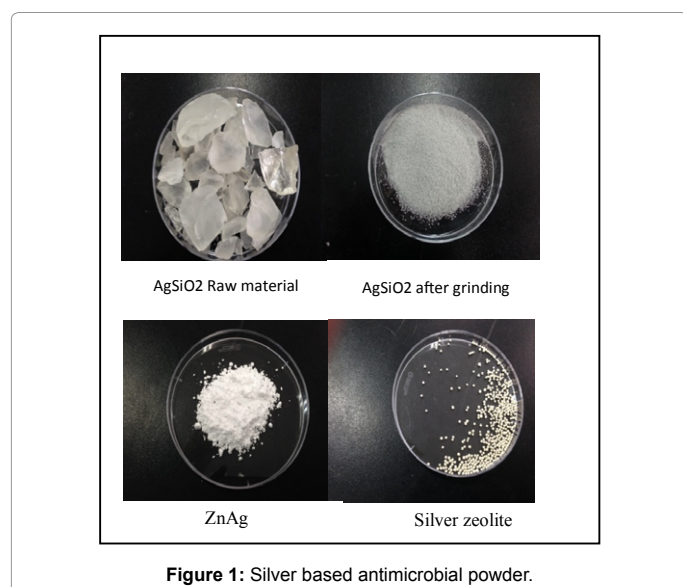 AgSiO2 Raw material
AgSiO2 after grinding
ZnAg
Silver zeolite
Figure 1: Silver based antimicrobial powder.